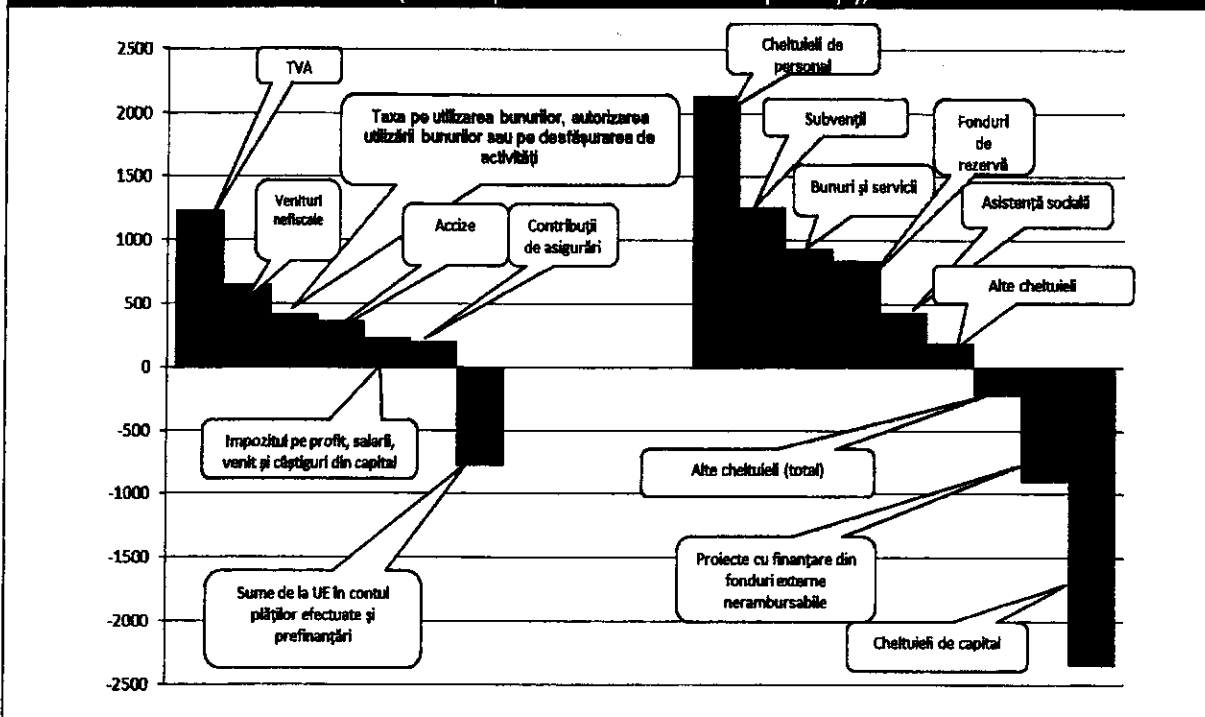 2500
2000
1500
1000
500
0
-500
-1000
-1500
-2000
-2500
TVA
Taxa pe utilizarea bunurilor, autorizarea
utilizării bunurilor sau pe desfășurarea de
activități
Venituri
nefiscale
Accize
Contribuții
de asigurări
Impozitul pe profit, salarii,
venit și câștiguri din capital
Sume de la UE în contul
plăților efectuate și
prefinanțări
Cheltuieli de
personal
Subvenții
Fonduri
de
rezervă
Bunuri și servicii
Asistență socială
Alte cheltuieli
Alte cheltuieli (total)
Proiecte cu finanțare din
fonduri externe
nerambursabile
Cheltuieli de capital